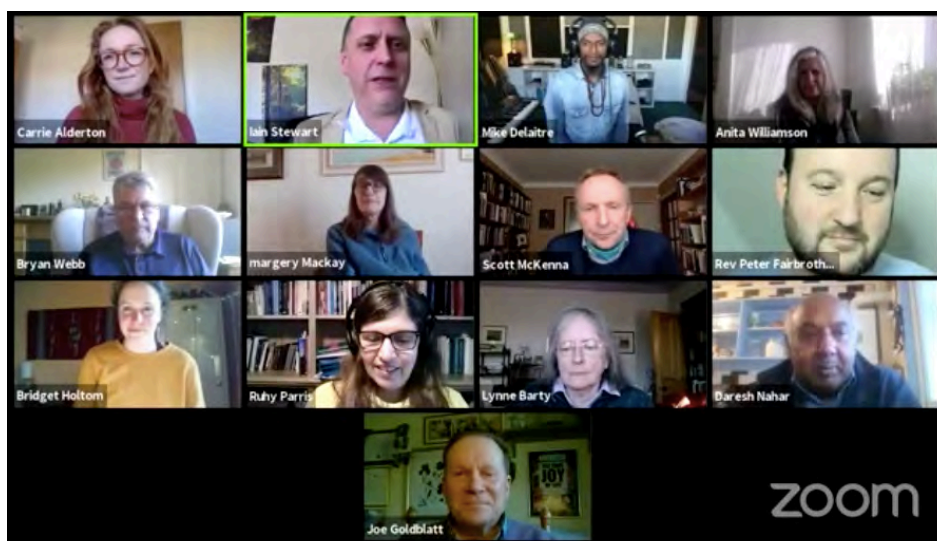 Carrie Alderton
Iain Stewart
Mike Delaitre
Anita Williamson
Bryan Webb
margery Mackay
Scott McKenna
Rev Peter Fairbroth...
Bridget Holtom
Ruhy Parris
Lynne Barty
Daresh Nahar
JOY
Joe Goldblatt
zoom